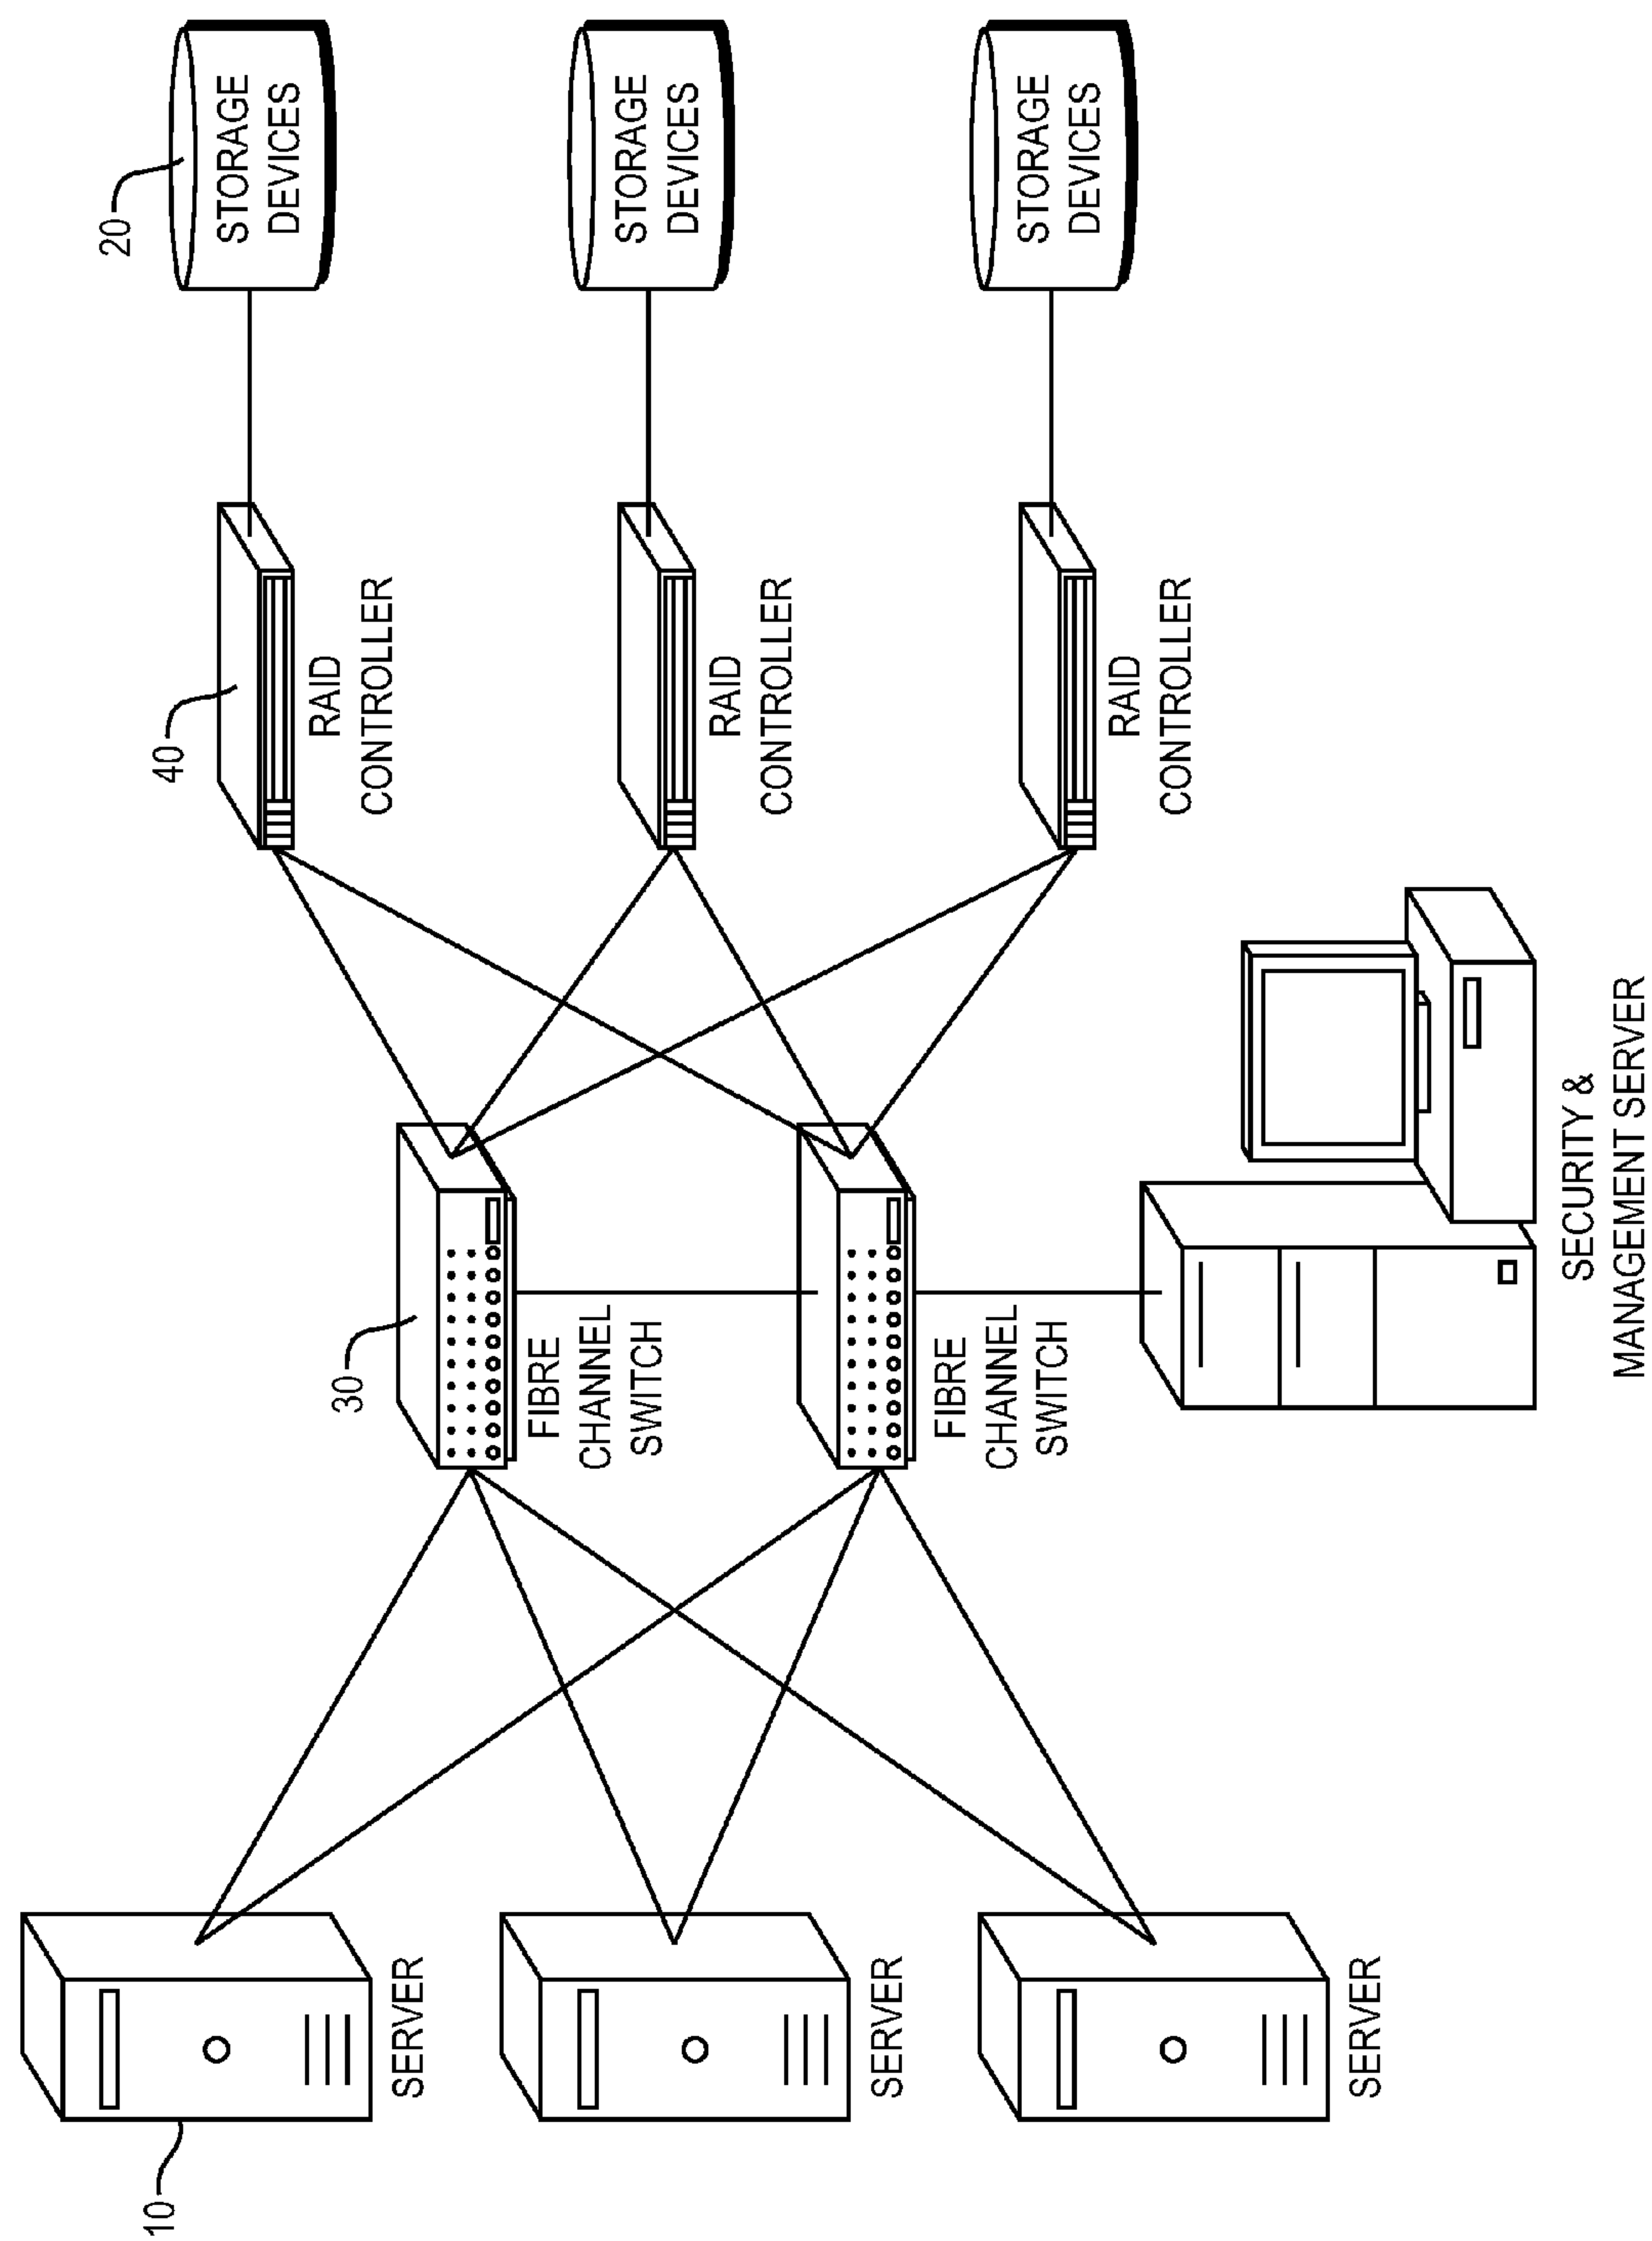 10
SERVER
SERVER
SERVER
30
FIBRE
CHANNEL
SWITCH
FIBRE
CHANNEL
SWITCH
SECURITY &
MANAGEMENT SERVER
40
RAID
CONTROLLER
RAID
CONTROLLER
RAID
CONTROLLER
20
STORAGE
DEVICES
STORAGE
DEVICES
STORAGE
DEVICES